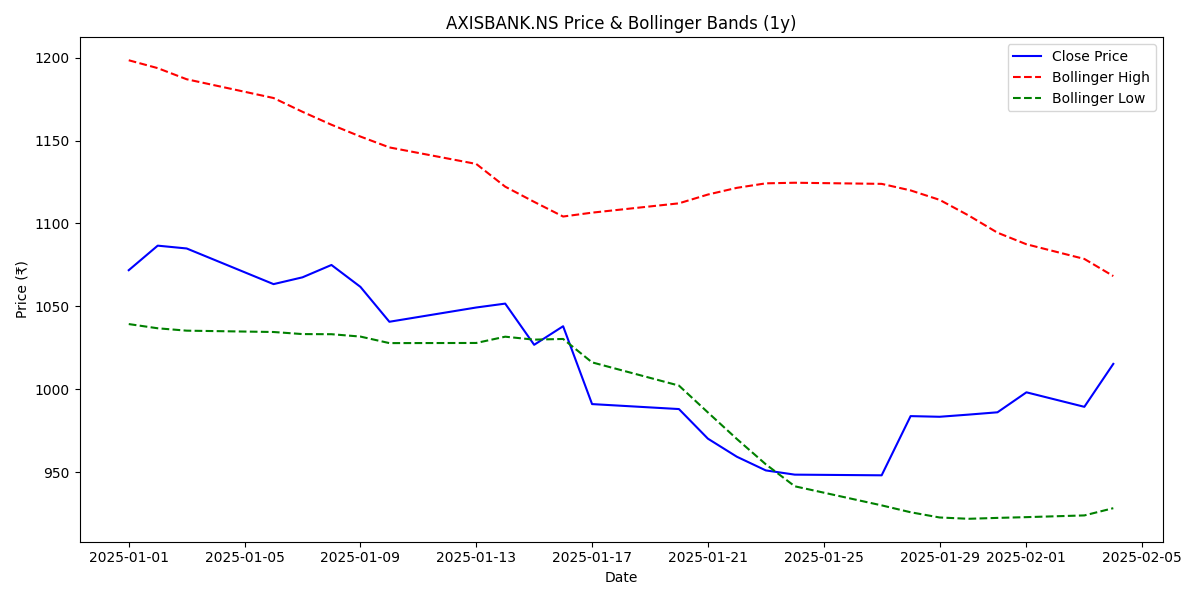 AXISBANK.NS Price & Bollinger Bands (1y)
Close Price
Bollinger High
Bollinger Low
Price (₹)
1200
1150
1100
1050
1000
950
2025-01-01 2025-01-05 2025-01-09 2025-01-13 2025-01-17 2025-01-21 2025-01-25 2025-01-29 2025-02-01 2025-02-05
Date